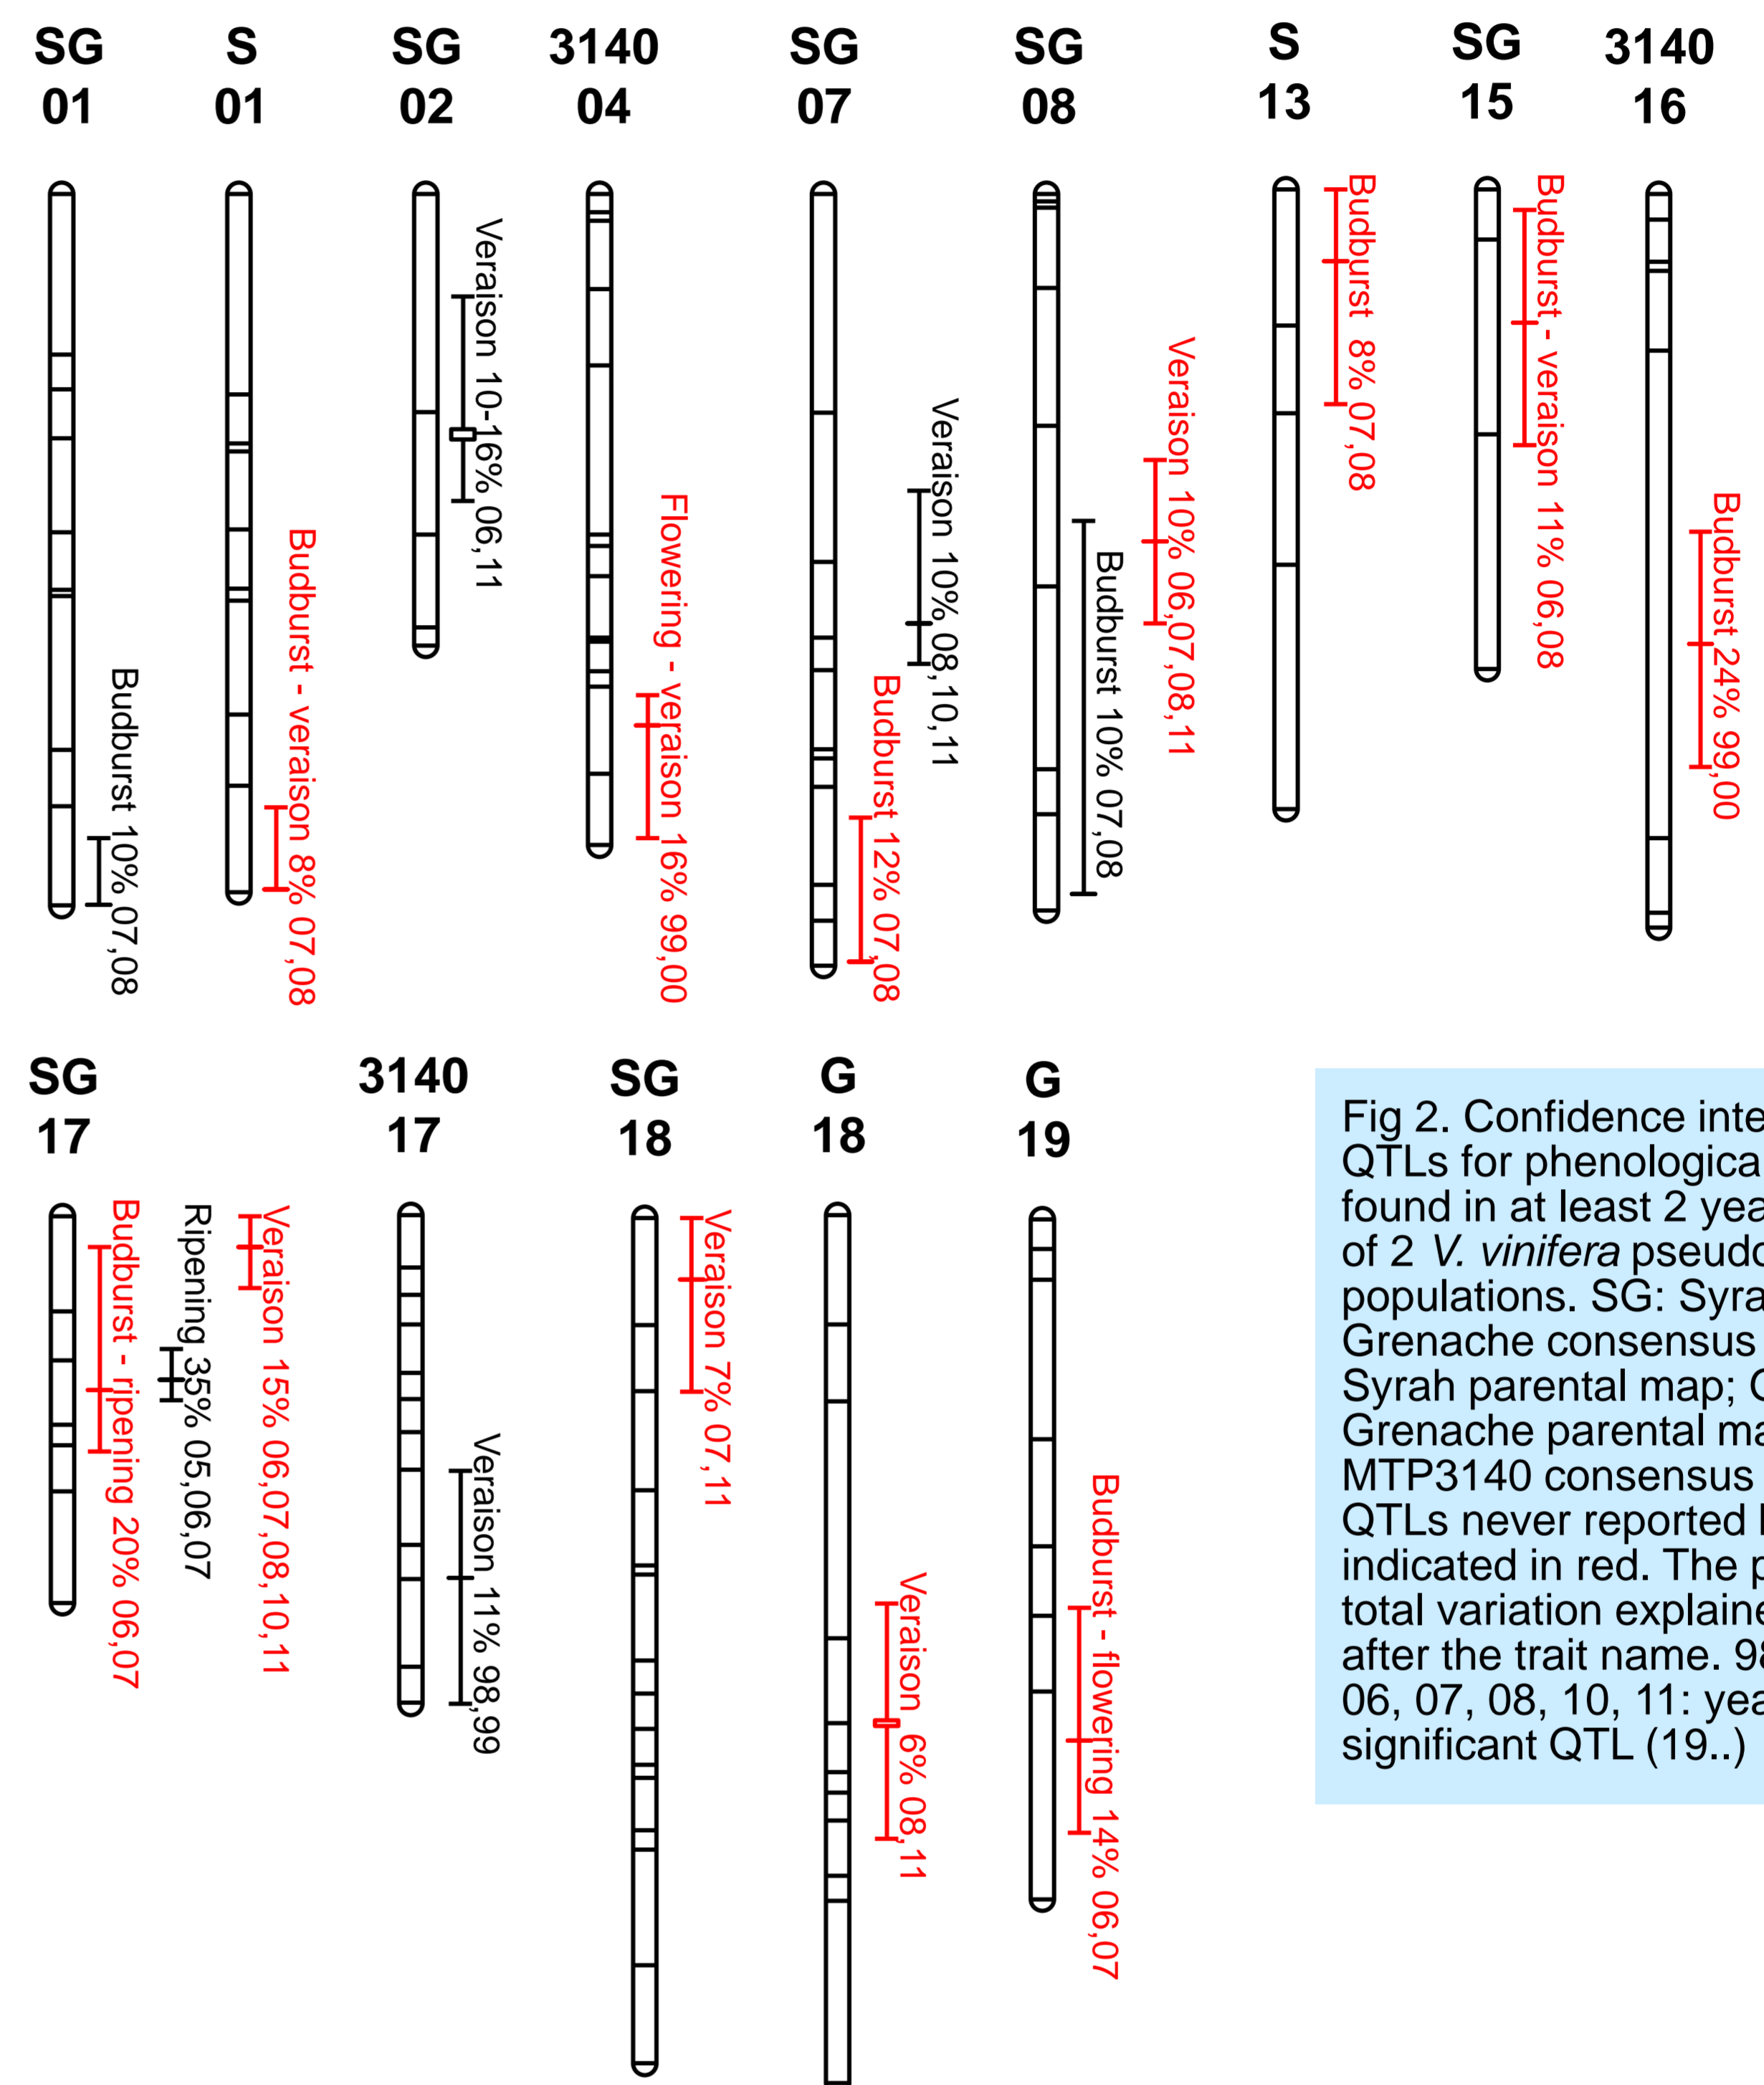 SG S SG 3140 SG SG S SG 3140
01 01 02 04 07 08 13 15 16
Budburst 10% 07,08
Budburst - veraison 8% 07,08
Veraison 10-16% 06,11
Flowering - veraison 16% 99,00
Budburst 12% 07,08
Veraison 10% 08,10,11
Budburst 10% 07,08
Veraison 10% 06,07,08,11
Budburst 8% 07,08
Budburst - veraison 11% 06,08
Budburst 24% 99,00
SG 3140 SG G G
17 17 18 18 19
Budburst - ripening 20% 06,07
Ripening 35% 05,06,07
Veraison 15% 06,07,08,10,11
Veraison 11% 98,99
Veraison 7% 07,11
Veraison 6% 08,11
Budburst - flowering 14% 06,07
Fig 2. Confidence inte
QTLs for phenologica
found in at least 2 yea
of 2 V. vinifera pseudo
populations. SG: Syra
Grenache consensus
Syrah parental map; G
Grenache parental ma
MTP3140 consensus
QTLs never reported
indicated in red. The p
total variation explaine
after the trait name. 98
06, 07, 08, 10, 11: yea
significant QTL (19..)